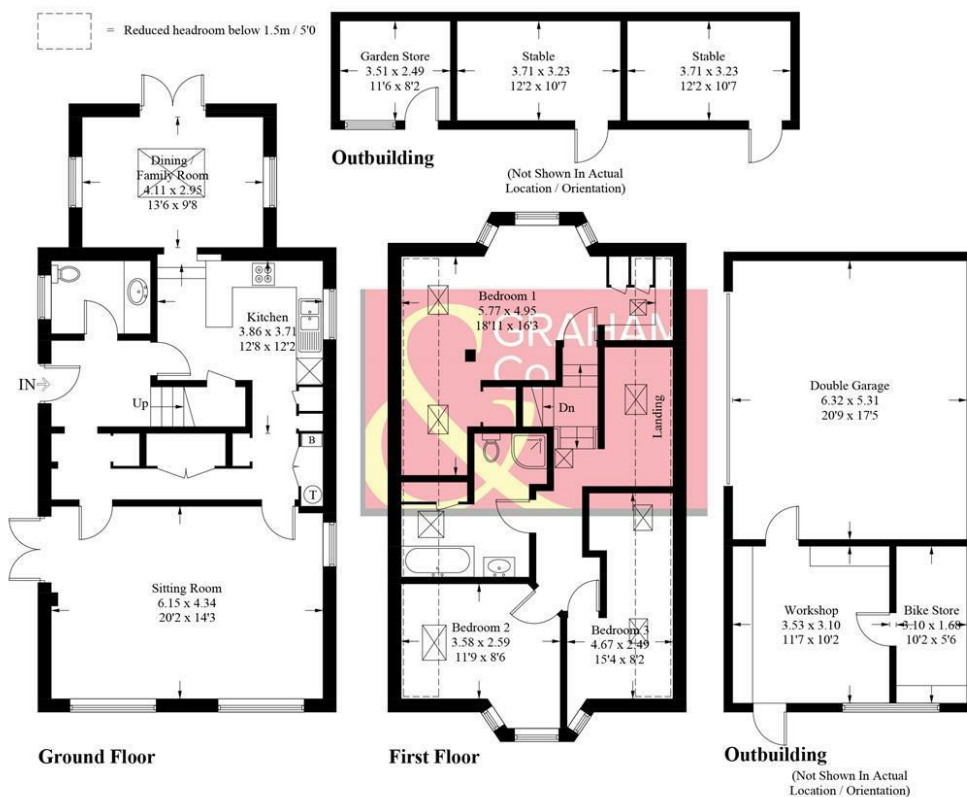 = Reduced headroom below 1.5m / 5'0
Garden Store
3.51 x 2.49
11'6 x 8'2
Stable
3.71 x 3.23
12'2 x 10'7
Stable
3.71 x 3.23
12'2 x 10'7
Outbuilding
(Not Shown In Actual
Location / Orientation)
Dining /
Family Room
4.11 x 2.95
13'6 x 9'8
Kitchen
3.86 x 3.71
12'8 x 12'2
IN
Up
B
T
Sitting Room
6.15 x 4.34
20'2 x 14'3
Ground Floor
Bedroom 1
5.77 x 4.95
18'11 x 16'3
& GRAHAM
Co
Dn
Landing
Bedroom 2
3.58 x 2.59
11'9 x 8'6
Bedroom 3
4.67 x 2.49
15'4 x 8'2
First Floor
Double Garage
6.32 x 5.31
20'9 x 17'5
Workshop
3.53 x 3.10
11'7 x 10'2
Bike Store
3.10 x 1.68
10'2 x 5'6
Outbuilding
(Not Shown In Actual
Location / Orientation)